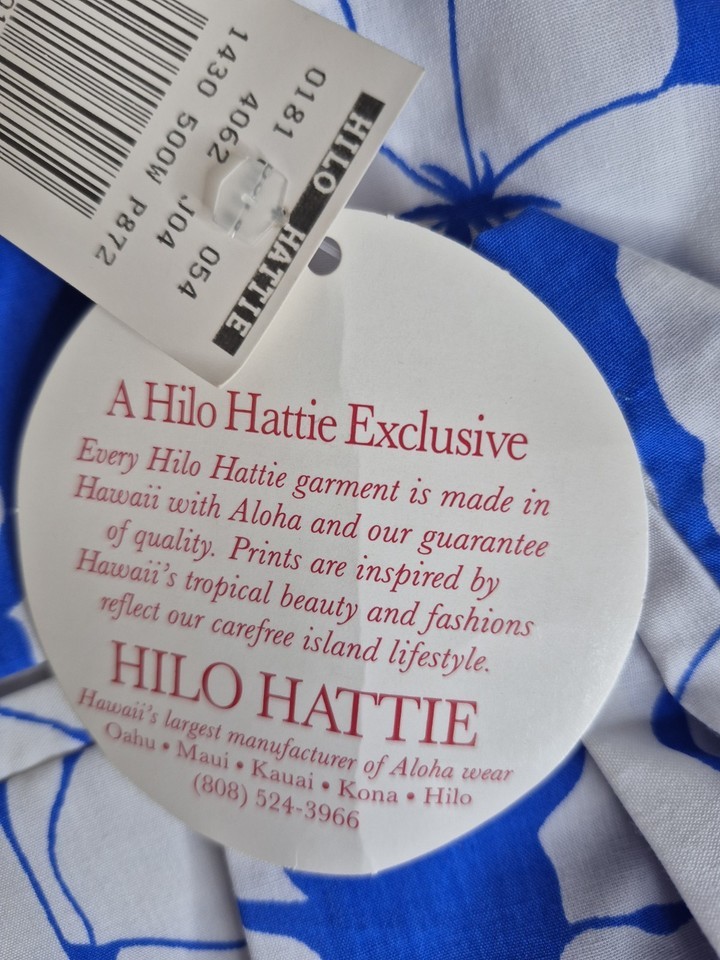 HILO HATTIE
0181 054
4062 J04
1430 500W P872
A Hilo Hattie Exclusive
Every Hilo Hattie garment is made in
Hawaii with Aloha and our guarantee
of quality. Prints are inspired by
Hawaii's tropical beauty and fashions
reflect our carefree island lifestyle.
HILO HATTIE
Hawaii's largest manufacturer of Aloha wear
Oahu • Maui • Kauai • Kona • Hilo
(808) 524-3966